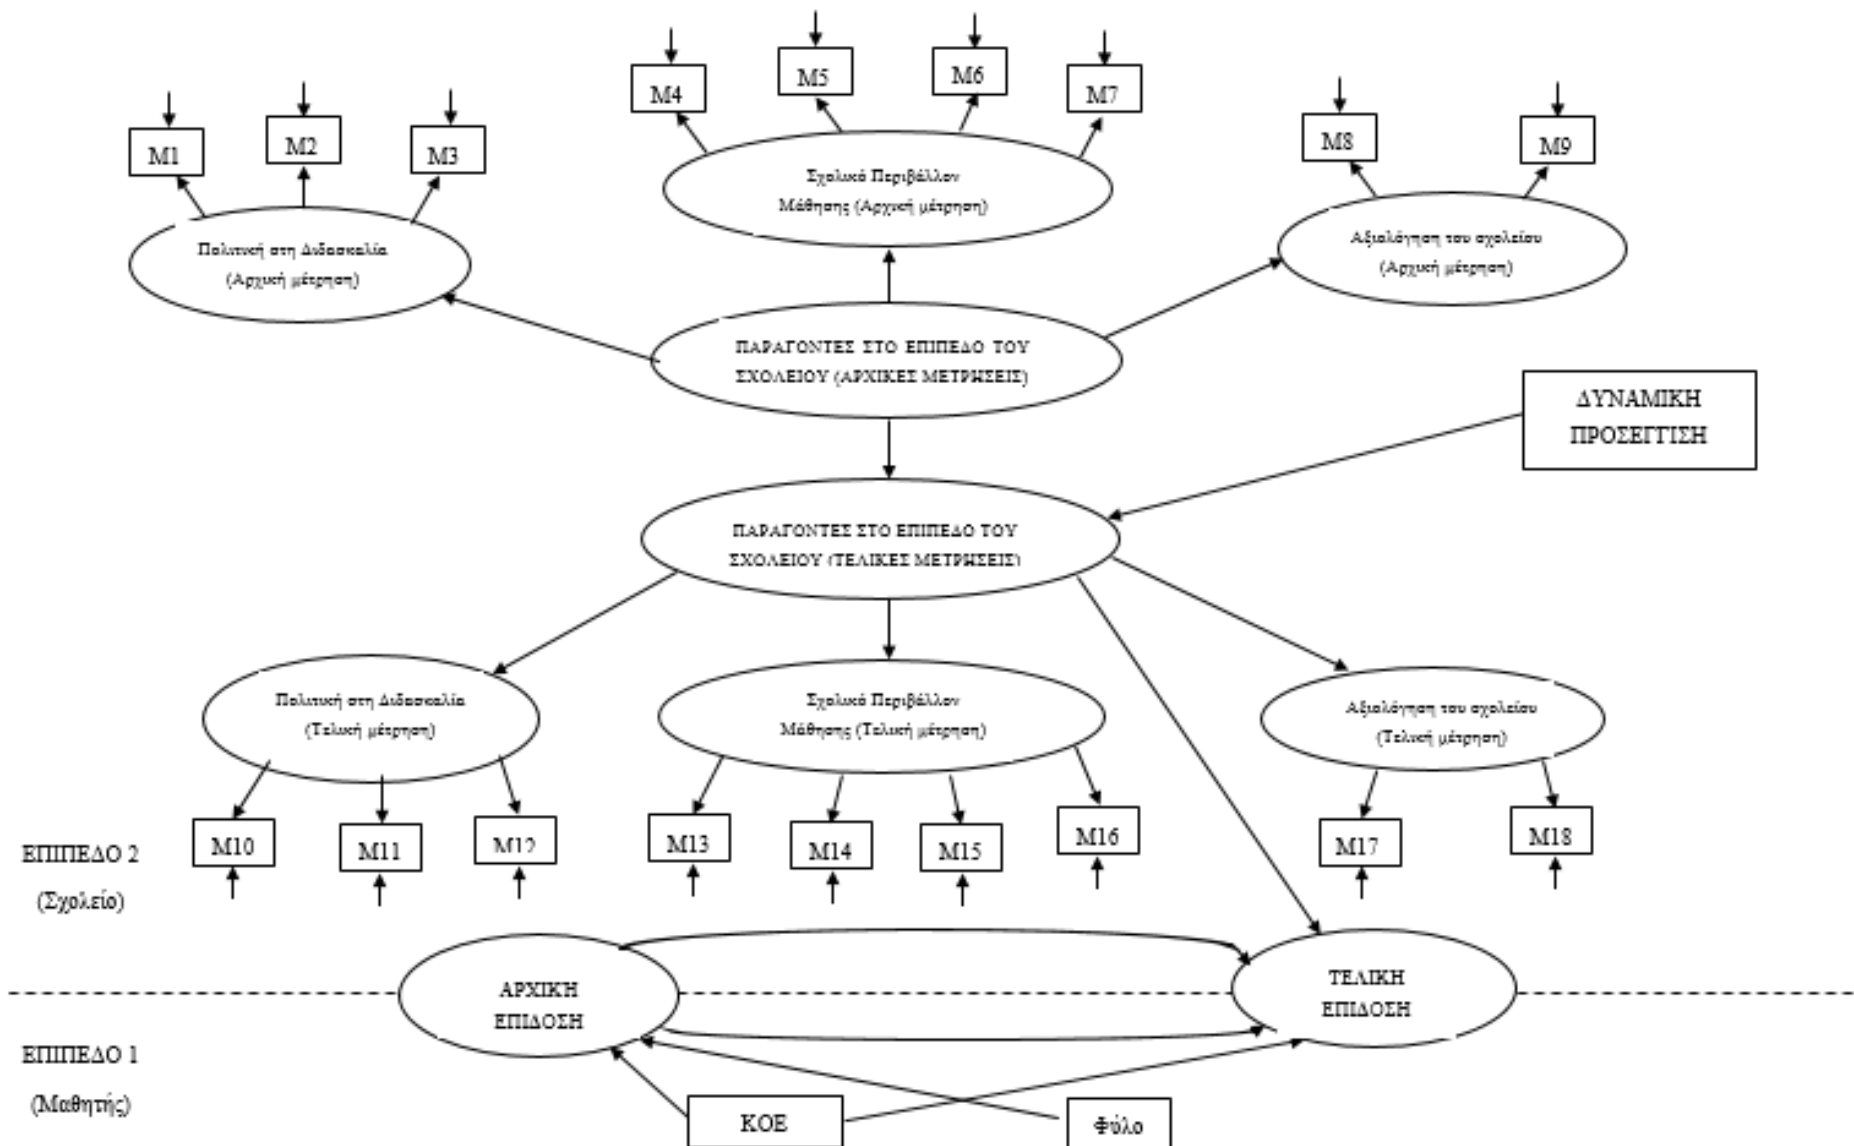 M4
M5
M6
M7
M1
M2
M3
M8
M9
Σχολικό Περιβάλλον
Μάθησης (Αρχική μέτρηση)
Πολιτική στη Διδασκαλία
(Αρχική μέτρηση)
Αξιολόγηση του σχολείου
(Αρχική μέτρηση)
ΠΑΡΑΓΟΝΤΕΣ ΣΤΟ ΕΠΙΠΕΔΟ ΤΟΥ
ΣΧΟΛΕΙΟΥ (ΑΡΧΙΚΕΣ ΜΕΤΡΗΣΕΙΣ)
ΔΥΝΑΜΙΚΗ
ΠΡΟΣΕΓΓΙΣΗ
ΠΑΡΑΓΟΝΤΕΣ ΣΤΟ ΕΠΙΠΕΔΟ ΤΟΥ
ΣΧΟΛΕΙΟΥ (ΤΕΛΙΚΕΣ ΜΕΤΡΗΣΕΙΣ)
Πολιτική στη Διδασκαλία
(Τελική μέτρηση)
Σχολικό Περιβάλλον
Μάθησης (Τελική μέτρηση)
Αξιολόγηση του σχολείου
(Τελική μέτρηση)
M10
M11
M12
M13
M14
M15
M16
M17
M18
ΕΠΙΠΕΔΟ 2
(Σχολείο)
ΑΡΧΙΚΗ
ΕΠΙΔΟΣΗ
ΤΕΛΙΚΗ
ΕΠΙΔΟΣΗ
ΕΠΙΠΕΔΟ 1
(Μαθητής)
ΚΟΕ
Φύλο